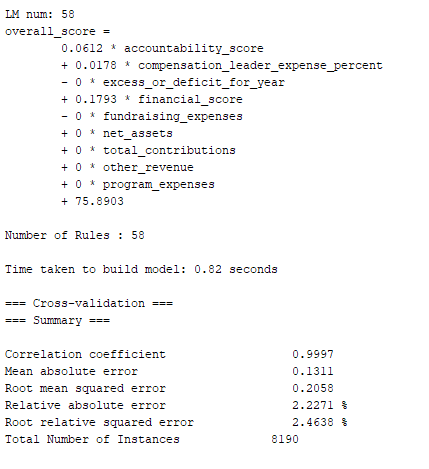 LM num: 58
overall_score =
0.0612 * accountability_score
+ 0.0178 * compensation_leader_expense_percent
- 0 * excess_or_deficit_for_year
+ 0.1793 * financial_score
- 0 * fundraising_expenses
+ 0 * net_assets
+ 0 * total_contributions
+ 0 * other_revenue
+ 0 * program_expenses
+ 75.8903
Number of Rules : 58
Time taken to build model: 0.82 seconds
=== Cross-validation ===
=== Summary ===
Correlation coefficient 0.9997
Mean absolute error 0.1311
Root mean squared error 0.2058
Relative absolute error 2.2271 %
Root relative squared error 2.4638 %
Total Number of Instances 8190